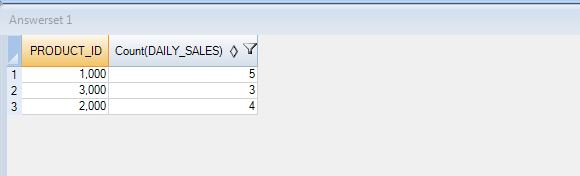 Answerset 1
PRODUCT_ID Count(DAILY_SALES)
1 1,000 5
2 3,000 3
3 2,000 4